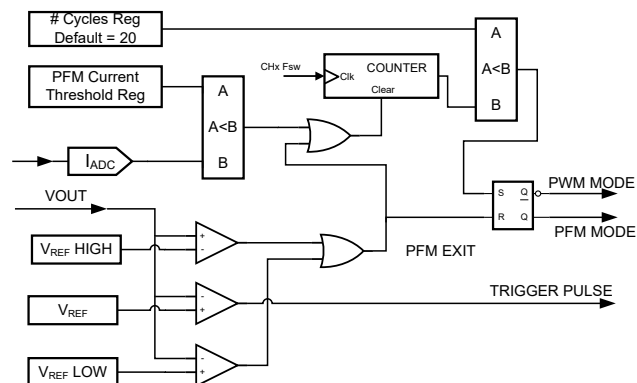 # Cycles Reg
Default = 20
PFM Current
Threshold Reg
A
A<B
B
I ADC
CHx Fsw
Clk
COUNTER
Clear
A
A<B
B
S
Q
R
Q
PWM MODE
PFM MODE
VOUT
VREF HIGH
+
-
PFM EXIT
VREF
-
+
TRIGGER PULSE
VREF LOW
-
+